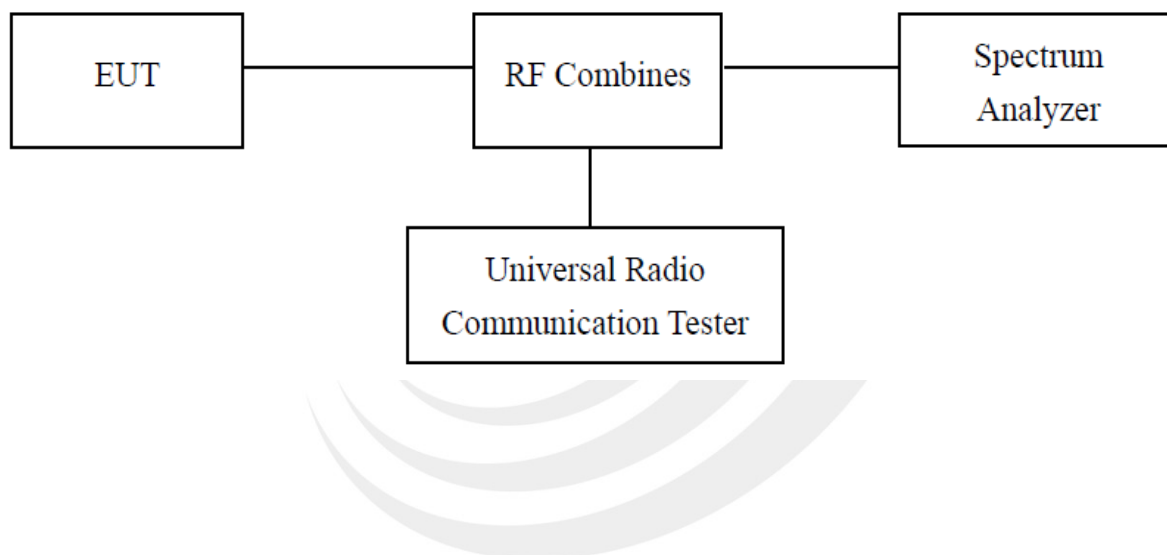 EUT
RF Combines
Spectrum
Analyzer
Universal Radio
Communication Tester